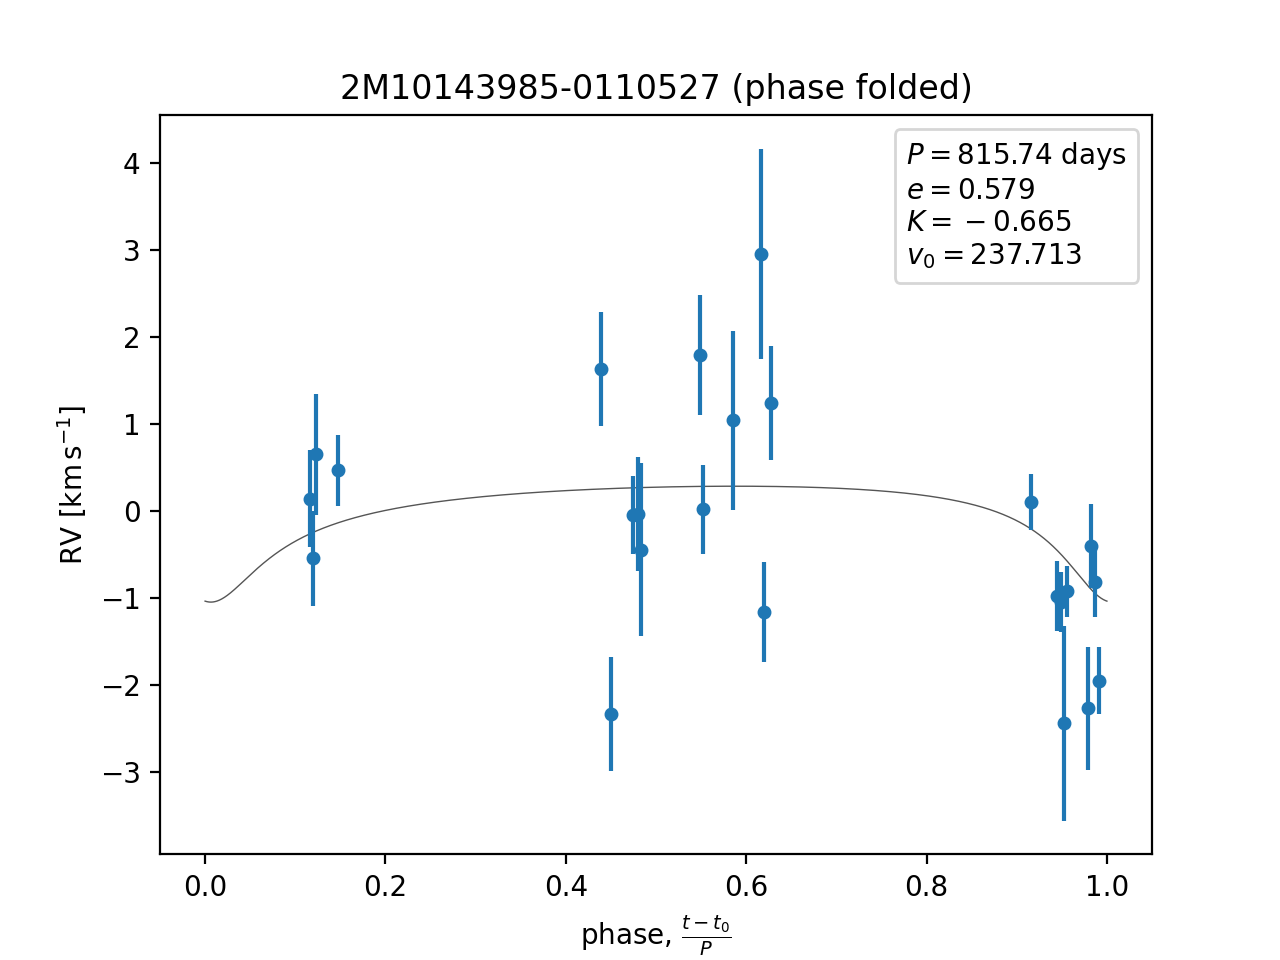 2M10143985-0110527 (phase folded)
P = 815.74 days
e = 0.579
K = −0.665
v₀ = 237.713
4
3
2
1
0
−1
−2
−3
RV [km s⁻¹]
0.0 0.2 0.4 0.6 0.8 1.0
phase, (t − t₀)/P